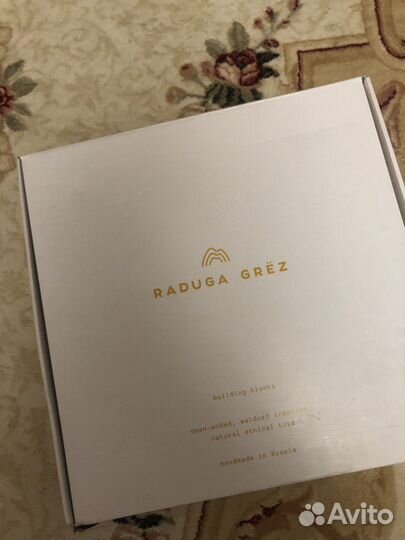 RADUGA GRËZ
building blocks
open-ended, waldorf inspired,
natural ethical toys
handmade in Russia
Avito